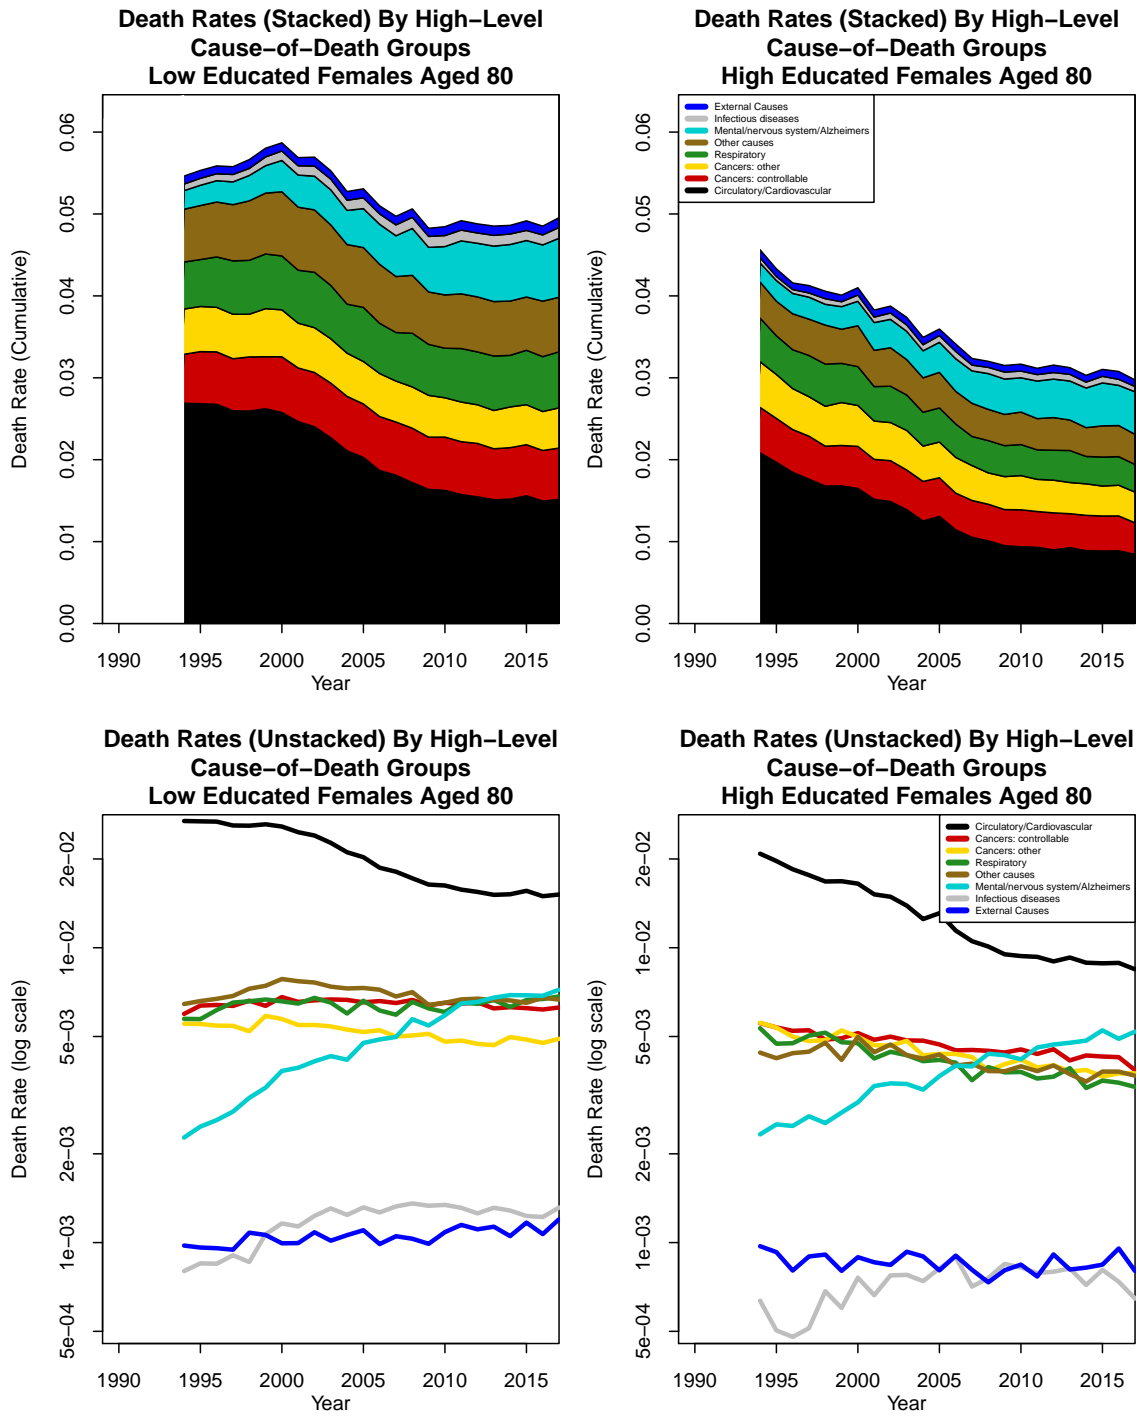 Death Rates (Stacked) By High−Level
Cause−of−Death Groups
Low Educated Females Aged 80
Death Rate (Cumulative)
0.00
0.01
0.02
0.03
0.04
0.05
0.06
1990
1995
2000
2005
2010
2015
Year
Death Rates (Stacked) By High−Level
Cause−of−Death Groups
High Educated Females Aged 80
External Causes
Infectious diseases
Mental/nervous system/Alzheimers
Other causes
Respiratory
Cancers: other
Cancers: controllable
Circulatory/Cardiovascular
Death Rate (Cumulative)
0.00
0.01
0.02
0.03
0.04
0.05
0.06
1990
1995
2000
2005
2010
2015
Year
Death Rates (Unstacked) By High−Level
Cause−of−Death Groups
Low Educated Females Aged 80
Death Rate (log scale)
5e−04
1e−03
2e−03
5e−03
1e−02
2e−02
1990
1995
2000
2005
2010
2015
Year
Death Rates (Unstacked) By High−Level
Cause−of−Death Groups
High Educated Females Aged 80
Circulatory/Cardiovascular
Cancers: controllable
Cancers: other
Respiratory
Other causes
Mental/nervous system/Alzheimers
Infectious diseases
External Causes
Death Rate (log scale)
5e−04
1e−03
2e−03
5e−03
1e−02
2e−02
1990
1995
2000
2005
2010
2015
Year